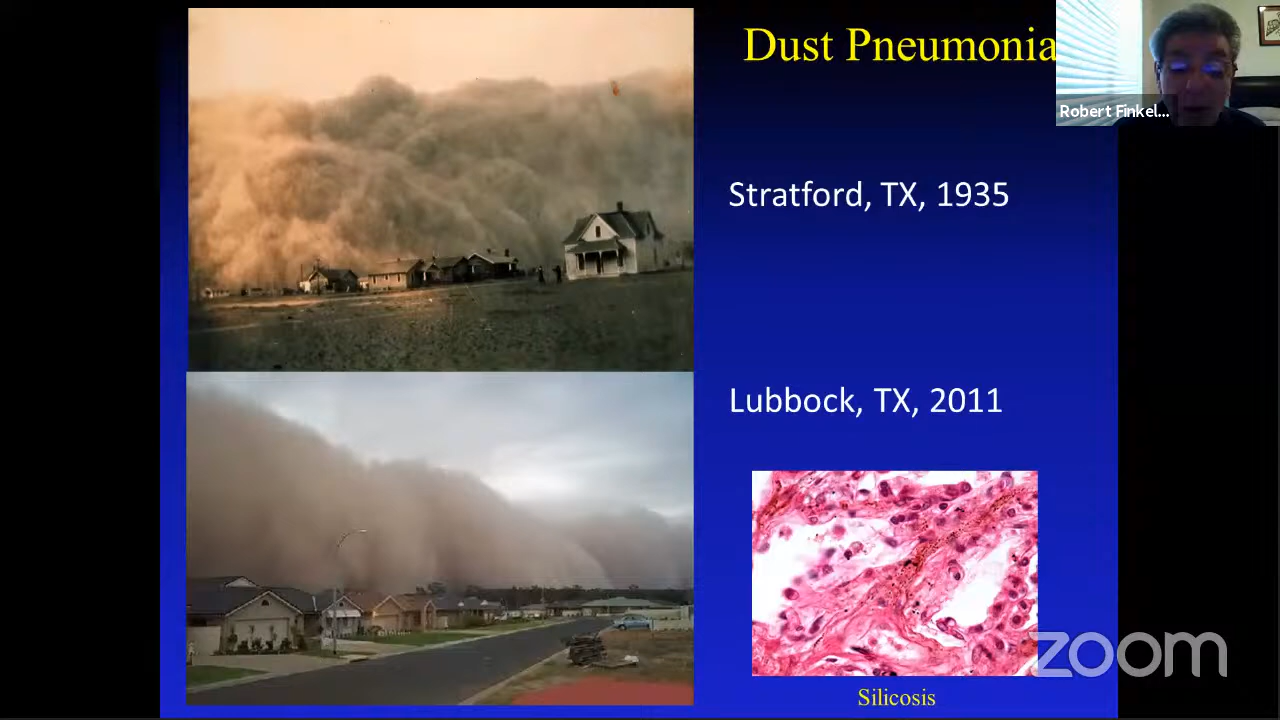 Dust Pneumonia
Robert Finkel...
Stratford, TX, 1935
Lubbock, TX, 2011
zoom
Silicosis